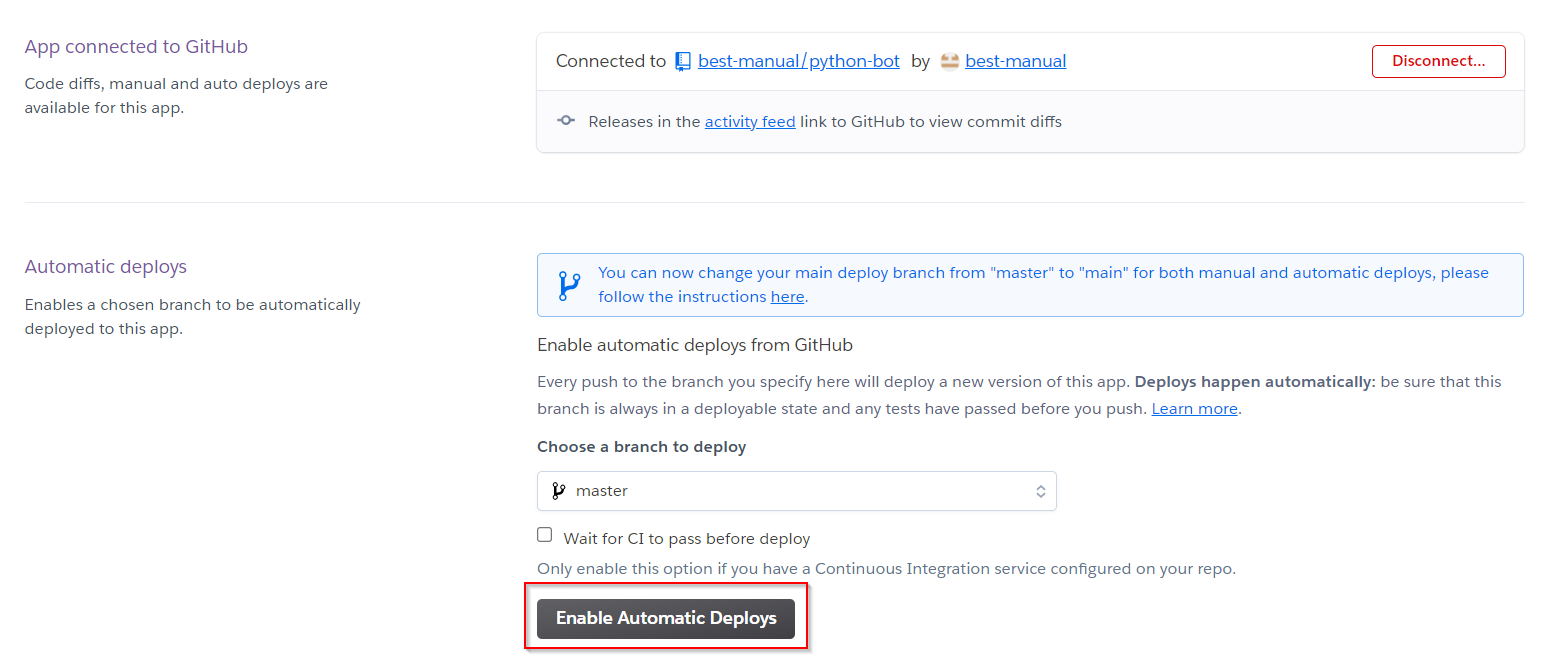 App connected to GitHub
Code diffs, manual and auto deploys are
available for this app.
Connected to best-manual/python-bot by best-manual
Disconnect...
Releases in the activity feed link to GitHub to view commit diffs
Automatic deploys
Enables a chosen branch to be automatically
deployed to this app.
You can now change your main deploy branch from "master" to "main" for both manual and automatic deploys, please
follow the instructions here.
Enable automatic deploys from GitHub
Every push to the branch you specify here will deploy a new version of this app. Deploys happen automatically: be sure that this
branch is always in a deployable state and any tests have passed before you push. Learn more.
Choose a branch to deploy
master
Wait for CI to pass before deploy
Only enable this option if you have a Continuous Integration service configured on your repo.
Enable Automatic Deploys